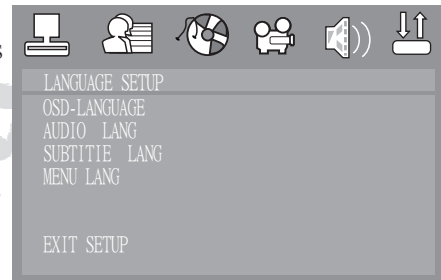 LANGUAGE SETUP
OSD-LANGUAGE
AUDIO LANG
SUBTITIE LANG
MENU LANG
EXIT SETUP